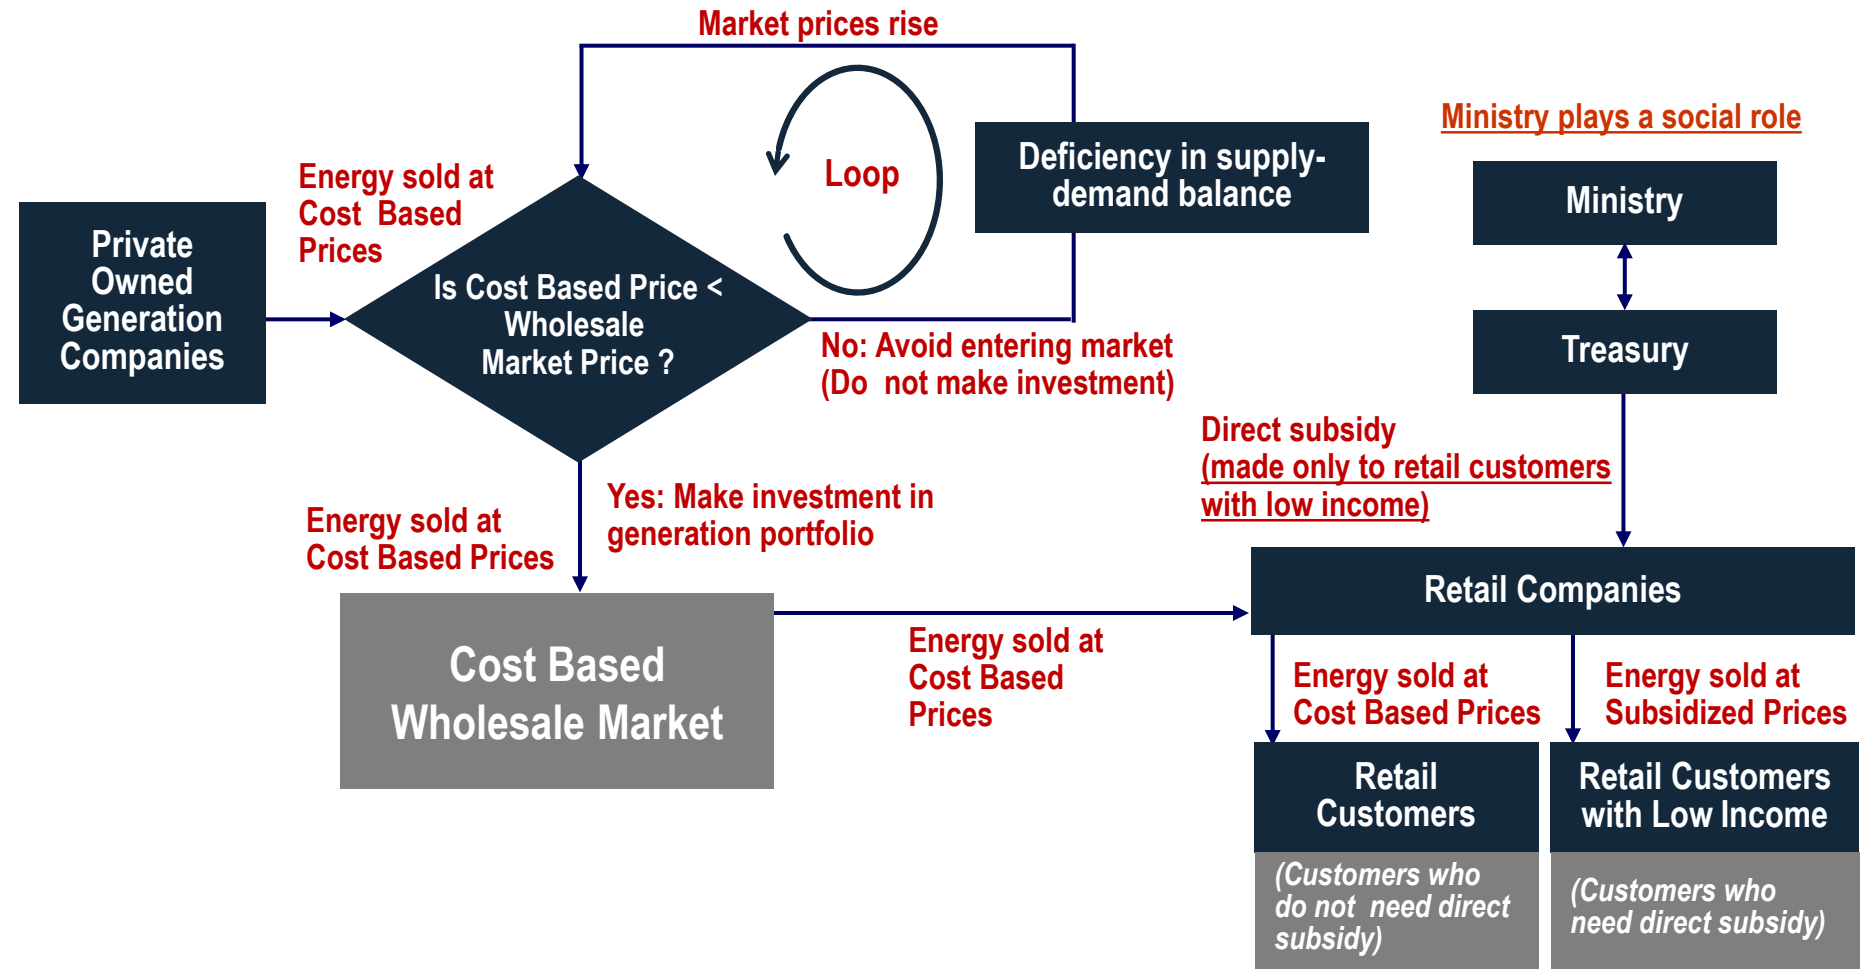 Market prices rise
Ministry plays a social role
Loop
Deficiency in supply-
demand balance
Energy sold at
Cost  Based
Prices
Ministry
Private
Owned
Generation
Companies
Is Cost Based Price <
Wholesale
Market Price ?
No: Avoid entering market
(Do  not make investment)
Treasury
Direct subsidy
(made only to retail customers
with low income)
Yes: Make investment in
generation portfolio
Energy sold at
Cost Based Prices
Retail Companies
Cost Based
Wholesale Market
Energy sold at
Cost Based
Prices
Energy sold at
Cost Based Prices
Energy sold at
Subsidized Prices
Retail
Customers
Retail Customers
with Low Income
(Customers who
do not  need direct
subsidy)
(Customers who
need direct subsidy)